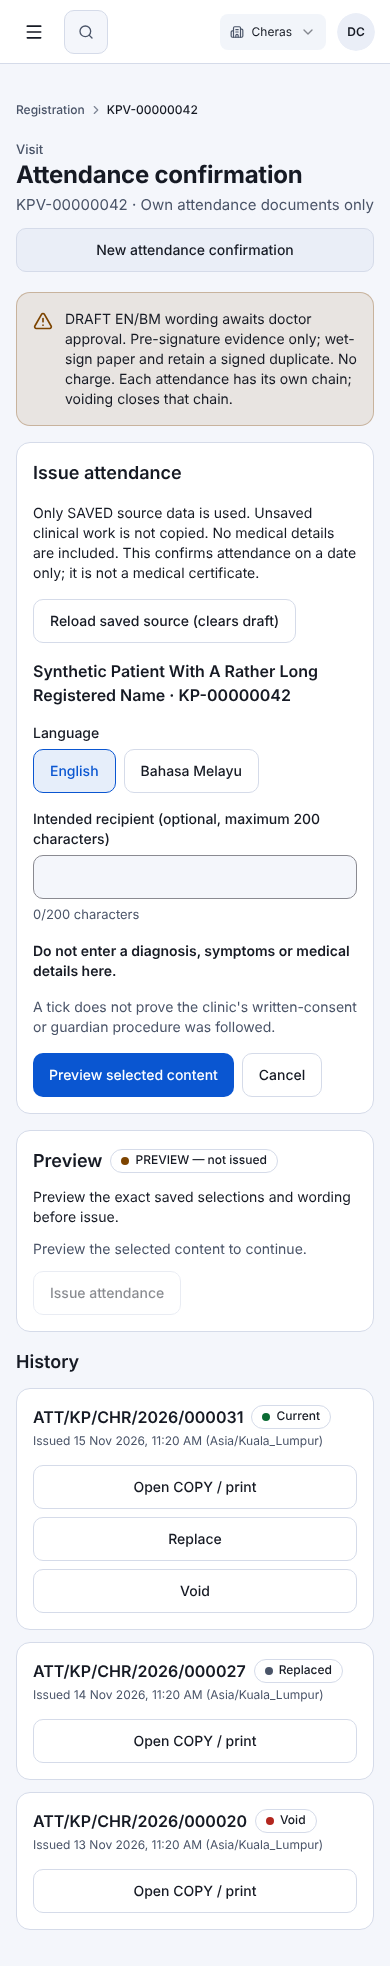 Cheras
DC
Registration
KPV-00000042
Visit
Attendance confirmation
KPV-00000042 · Own attendance documents only
New attendance confirmation
DRAFT EN/BM wording awaits doctor
approval. Pre-signature evidence only; wet-
sign paper and retain a signed duplicate. No
charge. Each attendance has its own chain;
voiding closes that chain.
Issue attendance
Only SAVED source data is used. Unsaved
clinical work is not copied. No medical details
are included. This confirms attendance on a date
only; it is not a medical certificate.
Reload saved source (clears draft)
Synthetic Patient With A Rather Long
Registered Name · KP-00000042
Language
English
Bahasa Melayu
Intended recipient (optional, maximum 200
characters)
0/200 characters
Do not enter a diagnosis, symptoms or medical
details here.
A tick does not prove the clinic's written-consent
or guardian procedure was followed.
Preview selected content
Cancel
Preview
PREVIEW — not issued
Preview the exact saved selections and wording
before issue.
Preview the selected content to continue.
Issue attendance
History
ATT/KP/CHR/2026/000031
Current
Issued 15 Nov 2026, 11:20 AM (Asia/Kuala_Lumpur)
Open COPY / print
Replace
Void
ATT/KP/CHR/2026/000027
Replaced
Issued 14 Nov 2026, 11:20 AM (Asia/Kuala_Lumpur)
Open COPY / print
ATT/KP/CHR/2026/000020
Void
Issued 13 Nov 2026, 11:20 AM (Asia/Kuala_Lumpur)
Open COPY / print